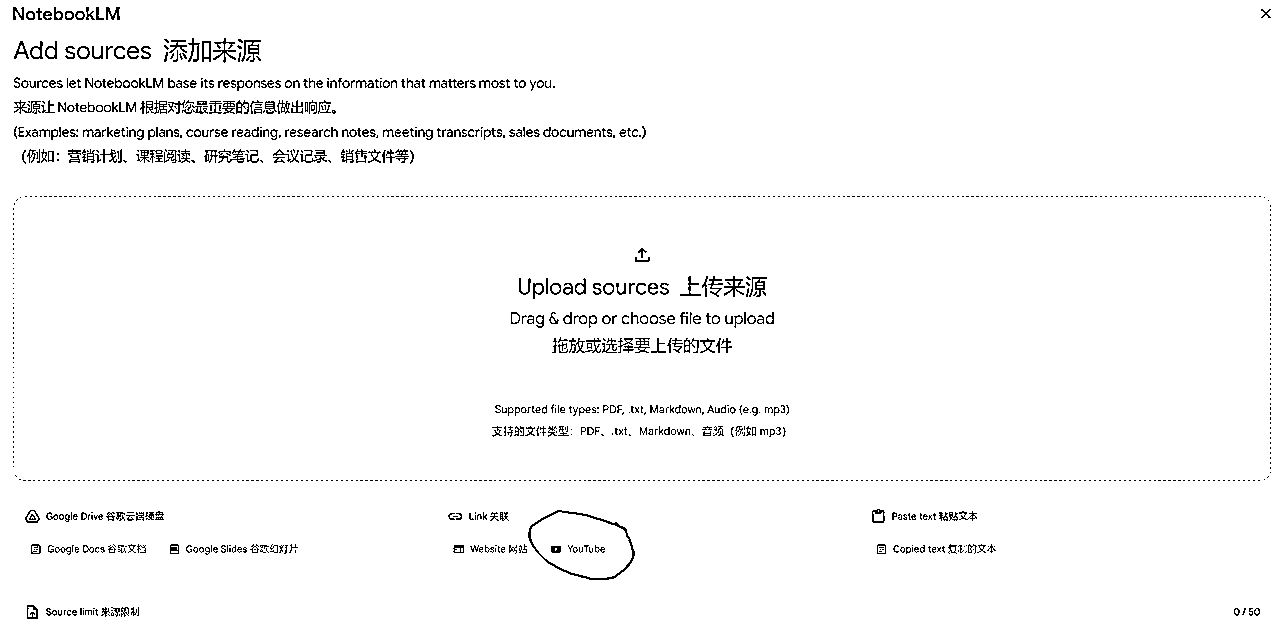 NotebookLM
Add sources 添加来源
Sources let NotebookLM base its responses on the information that matters most to you.
来源让 NotebookLM 根据对您最重要的信息做出响应。
(Examples: marketing plans, course reading, research notes, meeting transcripts, sales documents, etc.)
（例如：营销计划、课程阅读、研究笔记、会议记录、销售文件等）
Upload sources 上传来源
Drag & drop or choose file to upload
拖放或选择要上传的文件
Supported file types: PDF, .txt, Markdown, Audio (e.g. mp3)
支持的文件类型：PDF、.txt、Markdown、音频（例如 mp3）
Google Drive 谷歌云端硬盘
Google Docs 谷歌文档 Google Slides 谷歌幻灯片
Link 关联
Website 网站 YouTube
Paste text 粘贴文本
Copied text 复制的文本
Source limit 来源限制
0 / 50